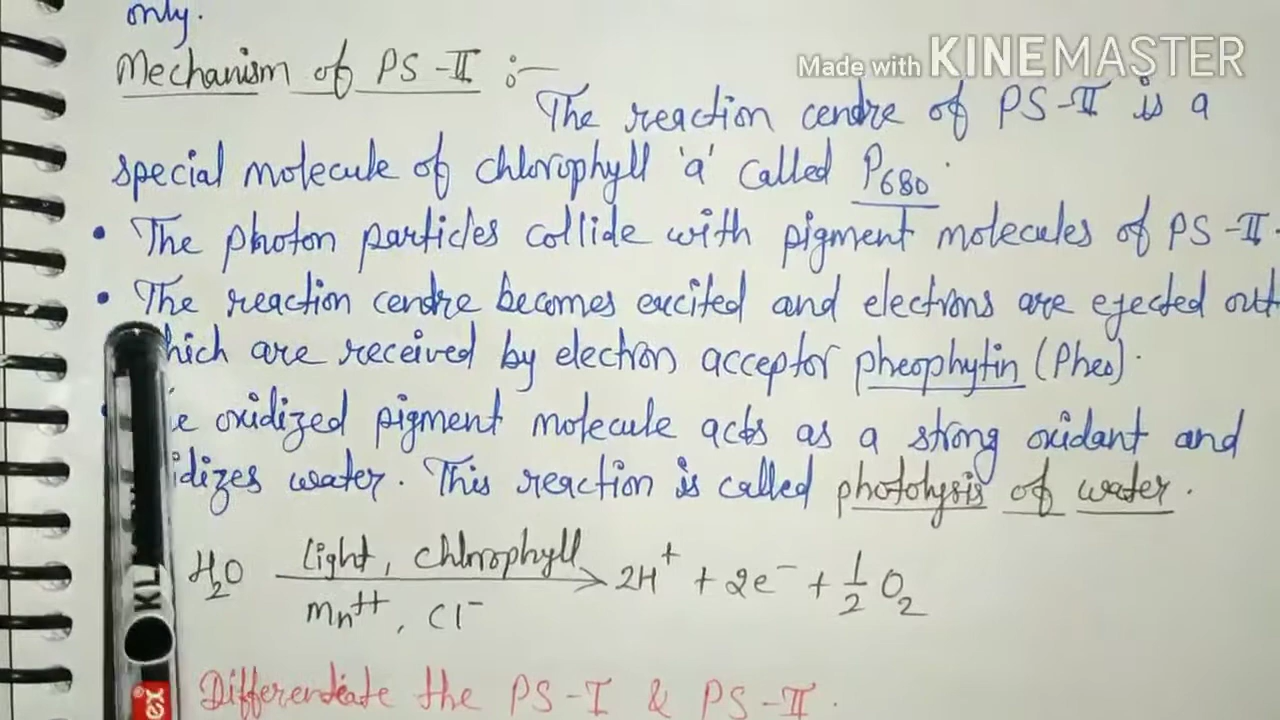 only.
Made with KINEMASTER
Mechanism of PS-II :-
The reaction centre of PS-II is a
special molecule of chlorophyll 'a' called P680.
• The photon particles collide with pigment molecules of PS-II.
• The reaction centre becomes excited and electrons are ejected out
hich are received by electron acceptor pheophytin (Pheo).
e oxidized pigment molecule acts as a strong oxidant and
idizes water. This reaction is called photolysis of water.
H2O light, chlorophyll → 2H+ + 2e- + 1/2 O2
Mn++, Cl-
KL
ex
Differentiate the PS-I & PS-II.